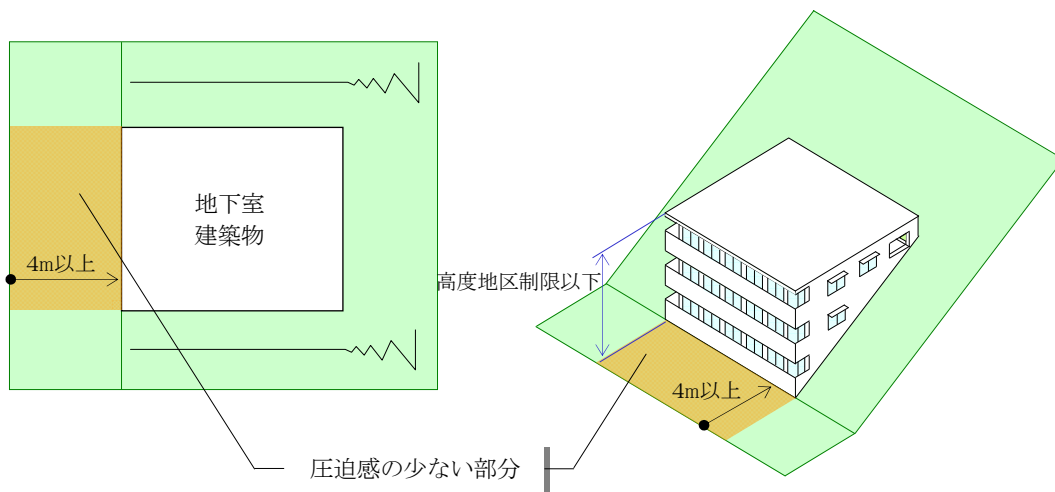 地下室
建築物
4m以上
高度地区制限以下
4m以上
圧迫感の少ない部分